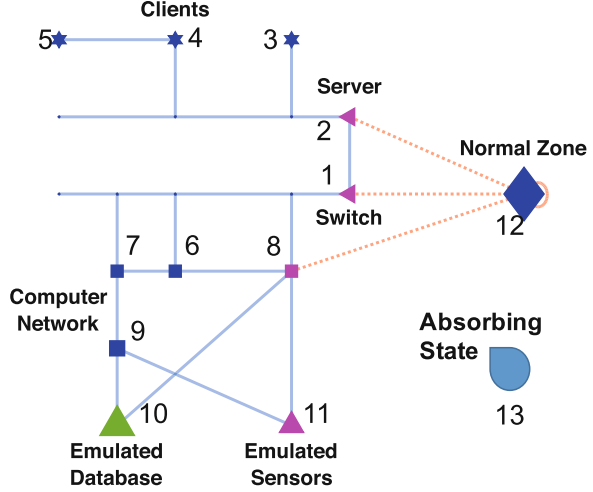 Clients
5
4
3
Server
2
Normal Zone
1
Switch
12
7
6
8
Computer
Network
9
Absorbing
State
10
11
13
Emulated
Database
Emulated
Sensors